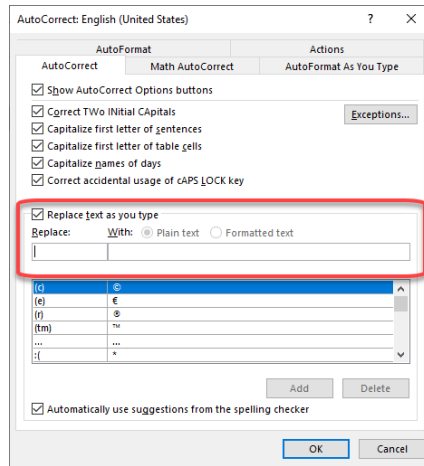 AutoCorrect: English (United States) ? ×
AutoFormat Actions
AutoCorrect Math AutoCorrect AutoFormat As You Type
Show AutoCorrect Options buttons
Correct TWo INitial CApitals Exceptions...
Capitalize first letter of sentences
Capitalize first letter of table cells
Capitalize names of days
Correct accidental usage of cAPS LOCK key
Replace text as you type
Replace: With: Plain text Formatted text
(c) ©
(e) €
(r) ®
(tm) ™
... ...
:( *
Add Delete
Automatically use suggestions from the spelling checker
OK Cancel